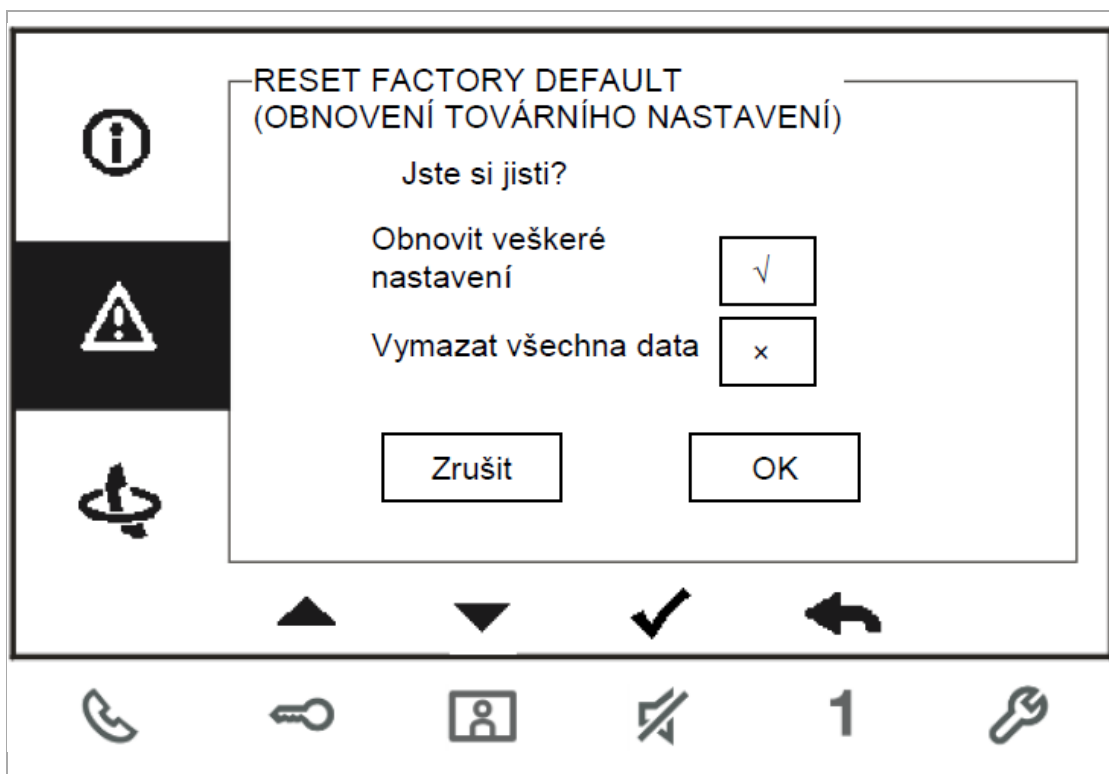 RESET FACTORY DEFAULT
(OBNOVENÍ TOVÁRNÍHO NASTAVENÍ)
Jste si jisti?
Obnovit veškeré
nastavení
√
Vymazat všechna data
×
Zrušit
OK
1